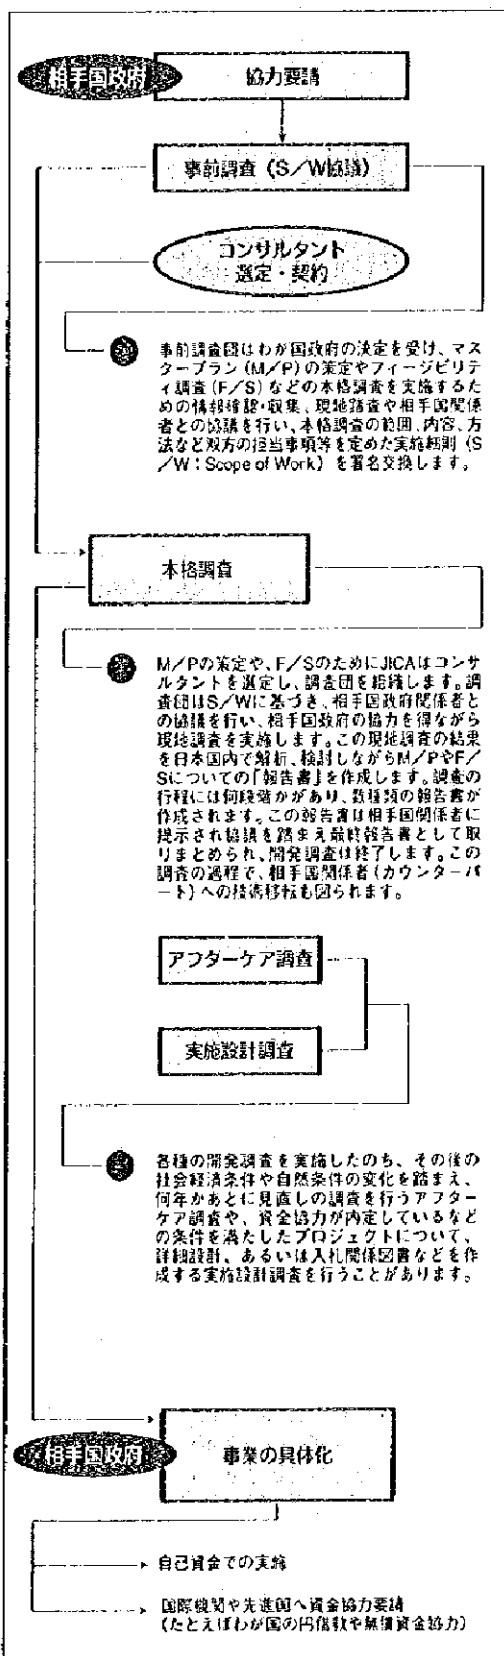 相手国政府
協力要請
事前調査（S／W協議）
コンサルタント
選定・契約
事前調査団はわが国政府の決定を受け、マス
タープラン（M／P）の策定やフィージビリテ
ィ調査（F／S）などの本格調査を実施するた
めの情報確認・収集、現地踏査や相手国関係
者との協議を行い、本格調査の範囲、内容、方
法など双方の担当事項等を定めた実施細則（S
／W：Scope of Work）を署名交換します。
本格調査
M／Pの策定や、F／SのためにJICAはコンサ
ルタントを選定し、調査団を組織します。調
査団はS／Wに基づき、相手国政府関係者と
の協議を行い、相手国政府の協力を得ながら
現地調査を実施します。この現地調査の結果
を日本国内で解析、検討しながらM／PやF／
Sについての『報告書』を作成します。調査の
行程には何段階かがあり、数種類の報告書が
作成されます。この報告書は相手国関係者に
提示され協議を踏まえ最終報告書として取
りまとめられ、開発調査は終了します。この
調査の過程で、相手国関係者（カウンターパ
ート）への技術移転も図られます。
アフターケア調査
実施設計調査
各種の開発調査を実施したのち、その後の
社会経済条件や自然条件の変化を踏まえ、
何年かあとに見直しの調査を行うアフター
ケア調査や、資金協力が内定しているなど
の条件を満たしたプロジェクトについて、
詳細設計、あるいは入札関係図書などを作
成する実施設計調査を行うことがあります。
相手国政府
事業の具体化
自己資金での実施
国際機関や先進国へ資金協力要請
（たとえばわが国の円借款や無償資金協力）